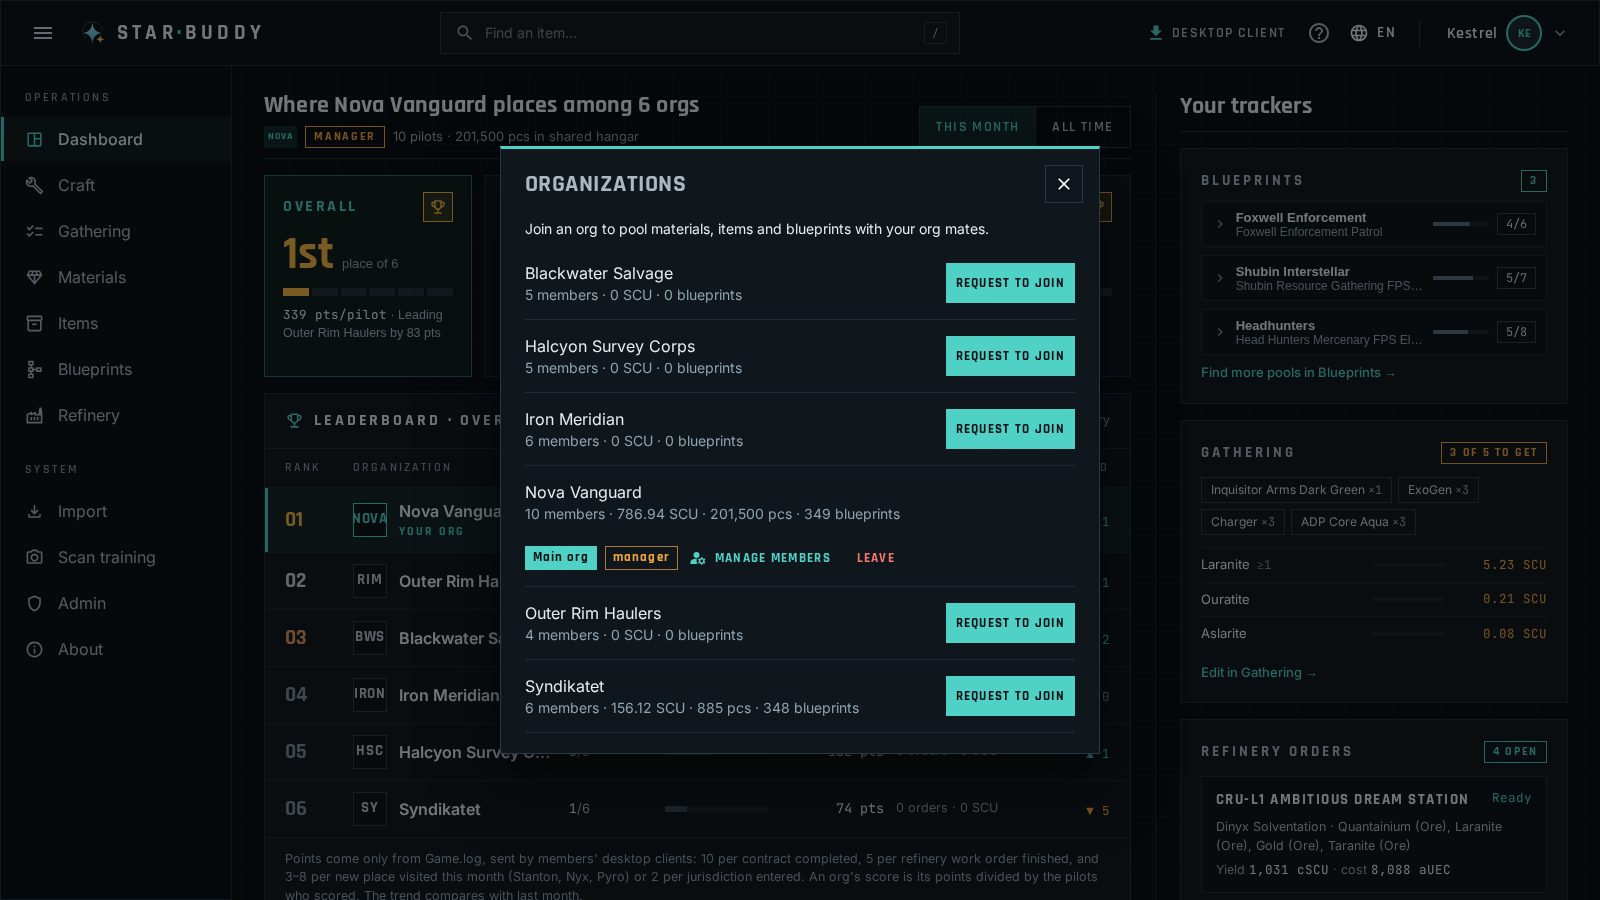 STAR·BUDDY
Find an item...
/
DESKTOP CLIENT
EN
Kestrel
KE
OPERATIONS
Dashboard
Craft
Gathering
Materials
Items
Blueprints
Refinery
SYSTEM
Import
Scan training
Admin
About
Where Nova Vanguard places among 6 orgs
NOVA
MANAGER
10 pilots · 201,500 pcs in shared hangar
THIS MONTH
ALL TIME
OVERALL
1st place of 6
339 pts/pilot · Leading
Outer Rim Haulers by 83 pts
LEADERBOARD · OVER
RANK
ORGANIZATION
01
NOVA
Nova Vangua
YOUR ORG
1
02
RIM
Outer Rim Ha
1
03
BWS
Blackwater Sa
2
04
IRON
Iron Meridian
0
05
HSC
Halcyon Survey C...
▲ 1
06
SY
Syndikatet
1/6
74 pts
0 orders · 0 SCU
▼ 5
Points come only from Game.log, sent by members' desktop clients: 10 per contract completed, 5 per refinery work order finished, and
3–8 per new place visited this month (Stanton, Nyx, Pyro) or 2 per jurisdiction entered. An org's score is its points divided by the pilots
who scored. The trend compares with last month.
ORGANIZATIONS
Join an org to pool materials, items and blueprints with your org mates.
Blackwater Salvage
5 members · 0 SCU · 0 blueprints
REQUEST TO JOIN
Halcyon Survey Corps
5 members · 0 SCU · 0 blueprints
REQUEST TO JOIN
Iron Meridian
6 members · 0 SCU · 0 blueprints
REQUEST TO JOIN
Nova Vanguard
10 members · 786.94 SCU · 201,500 pcs · 349 blueprints
Main org
manager
MANAGE MEMBERS
LEAVE
Outer Rim Haulers
4 members · 0 SCU · 0 blueprints
REQUEST TO JOIN
Syndikatet
6 members · 156.12 SCU · 885 pcs · 348 blueprints
REQUEST TO JOIN
Your trackers
BLUEPRINTS
3
Foxwell Enforcement
Foxwell Enforcement Patrol
4/6
Shubin Interstellar
Shubin Resource Gathering FPS...
5/7
Headhunters
Head Hunters Mercenary FPS El...
5/8
Find more pools in Blueprints →
GATHERING
3 OF 5 TO GET
Inquisitor Arms Dark Green ×1
ExoGen ×3
Charger ×3
ADP Core Aqua ×3
Laranite ≥1
5.23 SCU
Ouratite
0.21 SCU
Aslarite
0.08 SCU
Edit in Gathering →
REFINERY ORDERS
4 OPEN
CRU-L1 AMBITIOUS DREAM STATION
Ready
Dinyx Solventation · Quantainium (Ore), Laranite
(Ore), Gold (Ore), Taranite (Ore)
Yield 1,031 cSCU · cost 8,088 aUEC